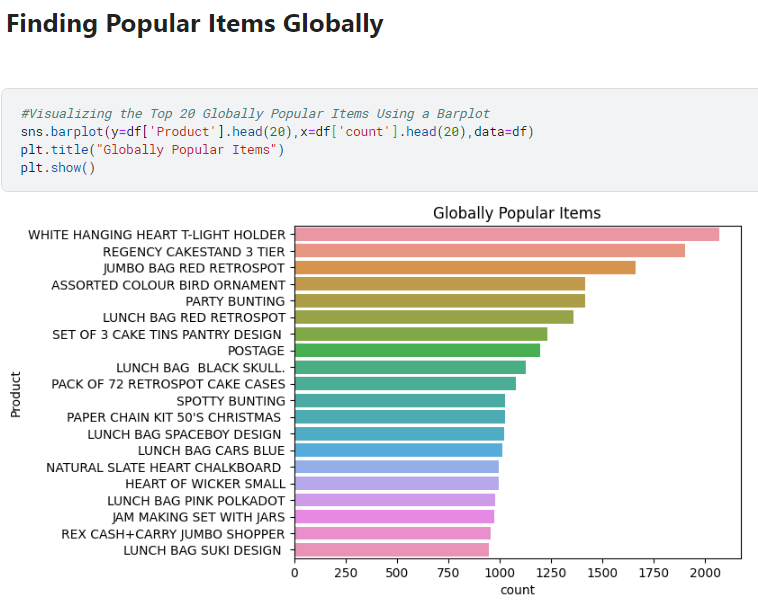 Finding Popular Items Globally
#Visualizing the Top 20 Globally Popular Items Using a Barplot
sns.barplot(y=df['Product'].head(20),x=df['count'].head(20),data=df)
plt.title("Globally Popular Items")
plt.show()
Globally Popular Items
WHITE HANGING HEART T-LIGHT HOLDER
REGENCY CAKESTAND 3 TIER
JUMBO BAG RED RETROSPOT
ASSORTED COLOUR BIRD ORNAMENT
PARTY BUNTING
LUNCH BAG RED RETROSPOT
SET OF 3 CAKE TINS PANTRY DESIGN
POSTAGE
LUNCH BAG  BLACK SKULL.
PACK OF 72 RETROSPOT CAKE CASES
SPOTTY BUNTING
PAPER CHAIN KIT 50'S CHRISTMAS
LUNCH BAG SPACEBOY DESIGN
LUNCH BAG CARS BLUE
NATURAL SLATE HEART CHALKBOARD
HEART OF WICKER SMALL
LUNCH BAG PINK POLKADOT
JAM MAKING SET WITH JARS
REX CASH+CARRY JUMBO SHOPPER
LUNCH BAG SUKI DESIGN
Product
0 250 500 750 1000 1250 1500 1750 2000
count